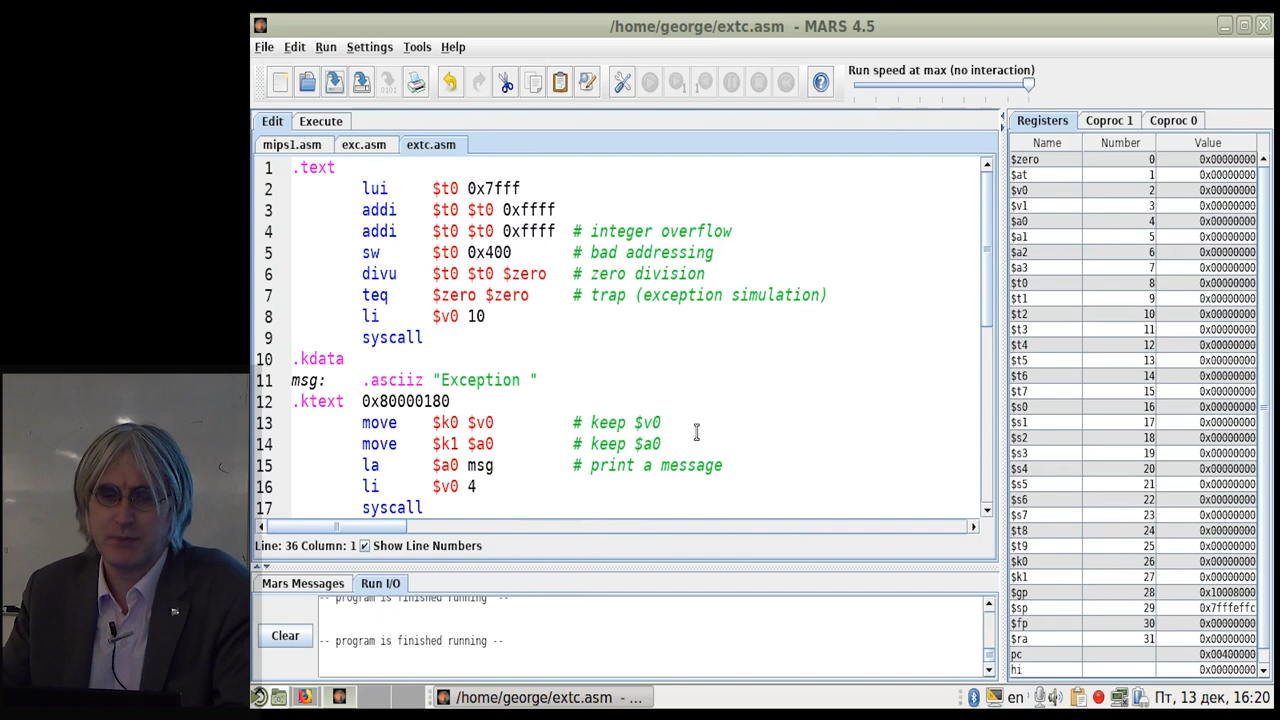 /home/george/extc.asm - MARS 4.5
File Edit Run Settings Tools Help
Run speed at max (no interaction)
Edit Execute
mips1.asm exc.asm extc.asm
1 .text
2 lui $t0 0x7fff
3 addi $t0 $t0 0xffff
4 addi $t0 $t0 0xffff # integer overflow
5 sw $t0 0x400 # bad addressing
6 divu $t0 $t0 $zero # zero division
7 teq $zero $zero # trap (exception simulation)
8 li $v0 10
9 syscall
10 .kdata
11 msg: .asciiz "Exception "
12 .ktext 0x80000180
13 move $k0 $v0 # keep $v0
14 move $k1 $a0 # keep $a0
15 la $a0 msg # print a message
16 li $v0 4
17 syscall
Line: 36 Column: 1 Show Line Numbers
Mars Messages Run I/O
-- program is finished running --
Clear
-- program is finished running --
Registers Coproc 1 Coproc 0
Name Number Value
$zero 0 0x00000000
$at 1 0x00000000
$v0 2 0x00000000
$v1 3 0x00000000
$a0 4 0x00000000
$a1 5 0x00000000
$a2 6 0x00000000
$a3 7 0x00000000
$t0 8 0x00000000
$t1 9 0x00000000
$t2 10 0x00000000
$t3 11 0x00000000
$t4 12 0x00000000
$t5 13 0x00000000
$t6 14 0x00000000
$t7 15 0x00000000
$s0 16 0x00000000
$s1 17 0x00000000
$s2 18 0x00000000
$s3 19 0x00000000
$s4 20 0x00000000
$s5 21 0x00000000
$s6 22 0x00000000
$s7 23 0x00000000
$t8 24 0x00000000
$t9 25 0x00000000
$k0 26 0x00000000
$k1 27 0x00000000
$gp 28 0x10008000
$sp 29 0x7fffeffc
$fp 30 0x00000000
$ra 31 0x00000000
pc 0x00400000
hi 0x00000000
/home/george/extc.asm - ...
en
Пт, 13 дек, 16:20